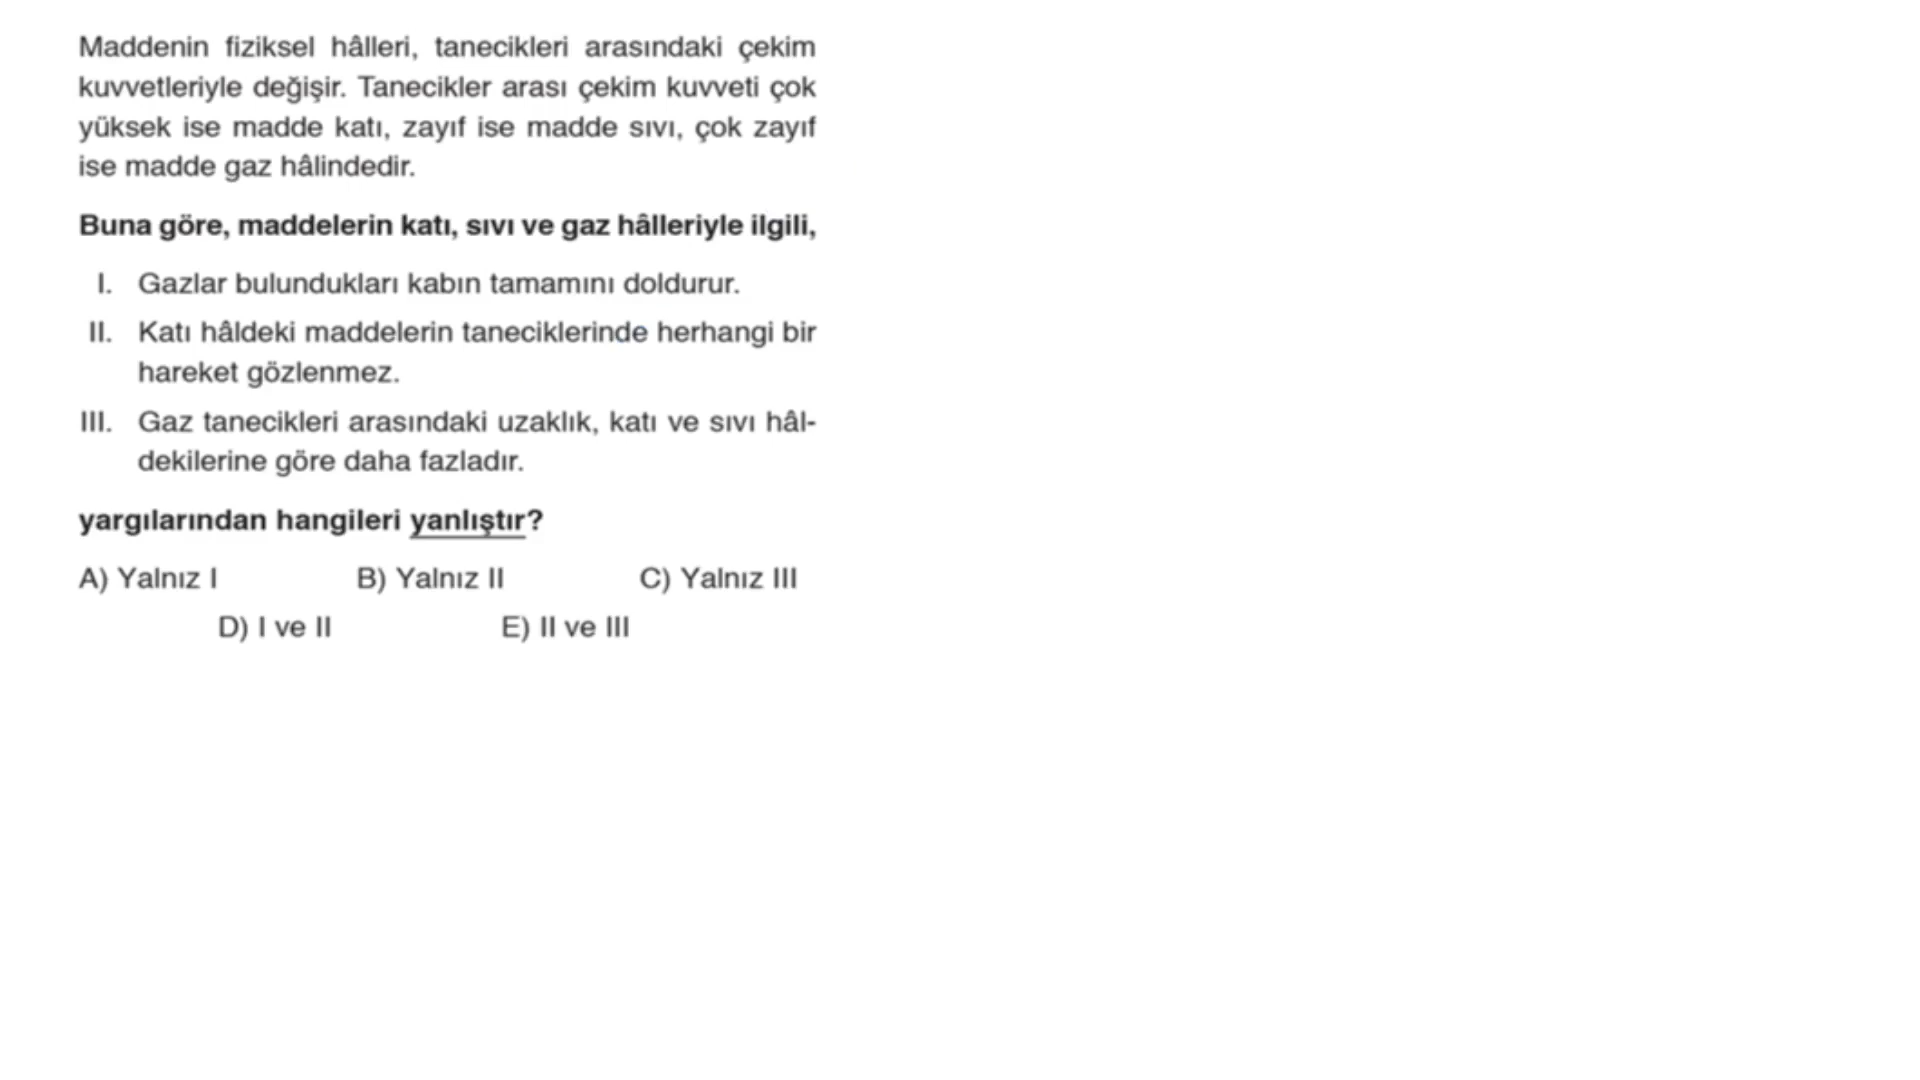 Maddenin fiziksel hâlleri, tanecikleri arasındaki çekim
kuvvetleriyle değişir. Tanecikler arası çekim kuvveti çok
yüksek ise madde katı, zayıf ise madde sıvı, çok zayıf
ise madde gaz hâlindedir.
Buna göre, maddelerin katı, sıvı ve gaz hâlleriyle ilgili,
I. Gazlar bulundukları kabın tamamını doldurur.
II. Katı hâldeki maddelerin taneciklerinde herhangi bir
hareket gözlenmez.
III. Gaz tanecikleri arasındaki uzaklık, katı ve sıvı hâl-
dekilerine göre daha fazladır.
yargılarından hangileri yanlıştır?
A) Yalnız I B) Yalnız II C) Yalnız III
D) I ve II E) II ve III